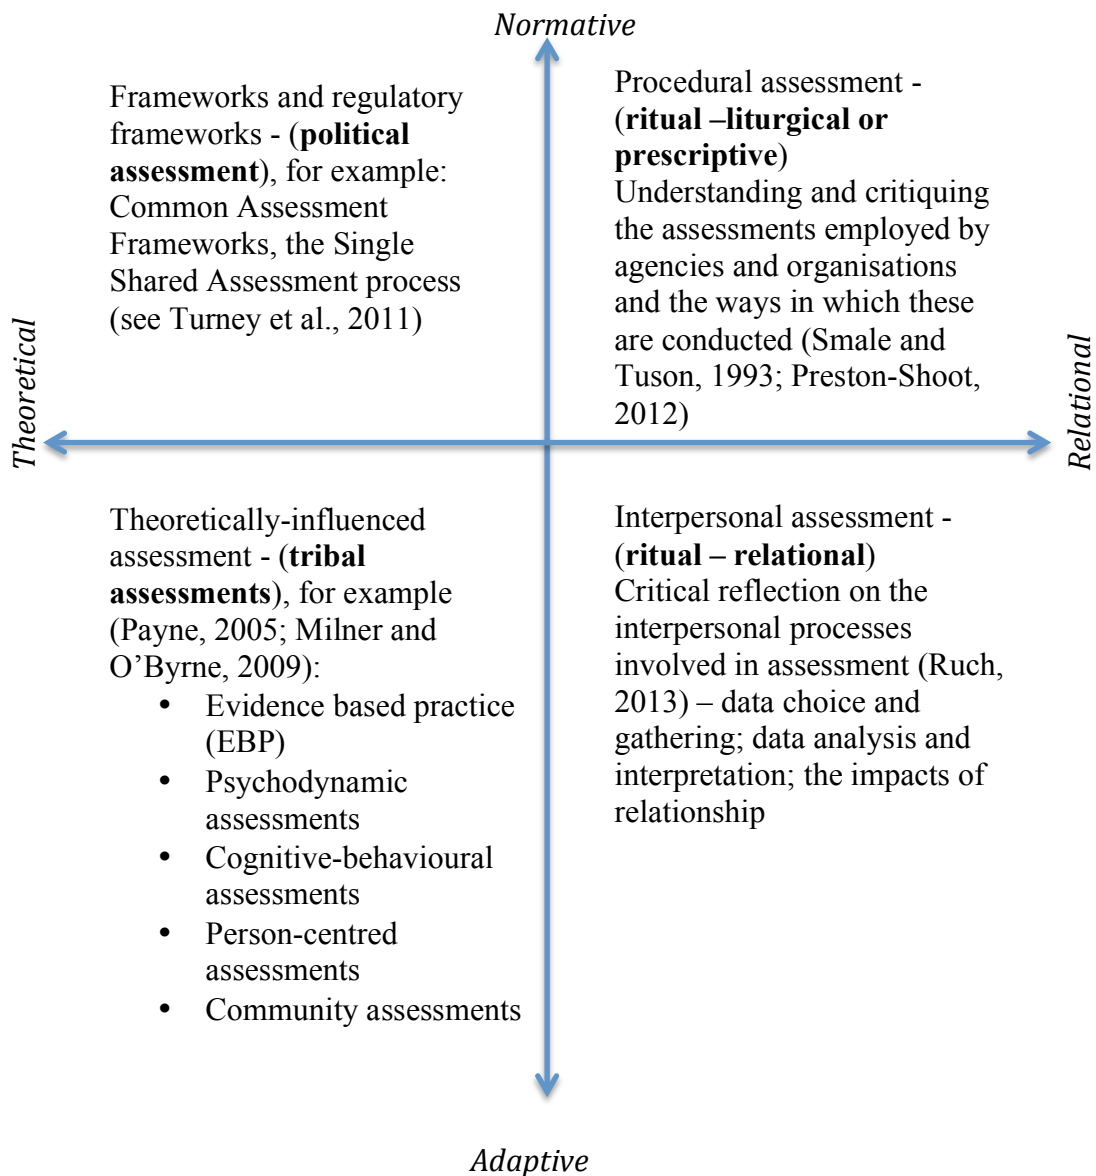 Normative
Frameworks and regulatory
frameworks - (political
assessment), for example:
Common Assessment
Frameworks, the Single
Shared Assessment process
(see Turney et al., 2011)
Procedural assessment -
(ritual –liturgical or
prescriptive)
Understanding and critiquing
the assessments employed by
agencies and organisations
and the ways in which these
are conducted (Smale and
Tuson, 1993; Preston-Shoot,
2012)
Theoretical
Relational
Theoretically-influenced
assessment - (tribal
assessments), for example
(Payne, 2005; Milner and
O’Byrne, 2009):
• Evidence based practice
(EBP)
• Psychodynamic
assessments
• Cognitive-behavioural
assessments
• Person-centred
assessments
• Community assessments
Interpersonal assessment -
(ritual – relational)
Critical reflection on the
interpersonal processes
involved in assessment (Ruch,
2013) – data choice and
gathering; data analysis and
interpretation; the impacts of
relationship
Adaptive